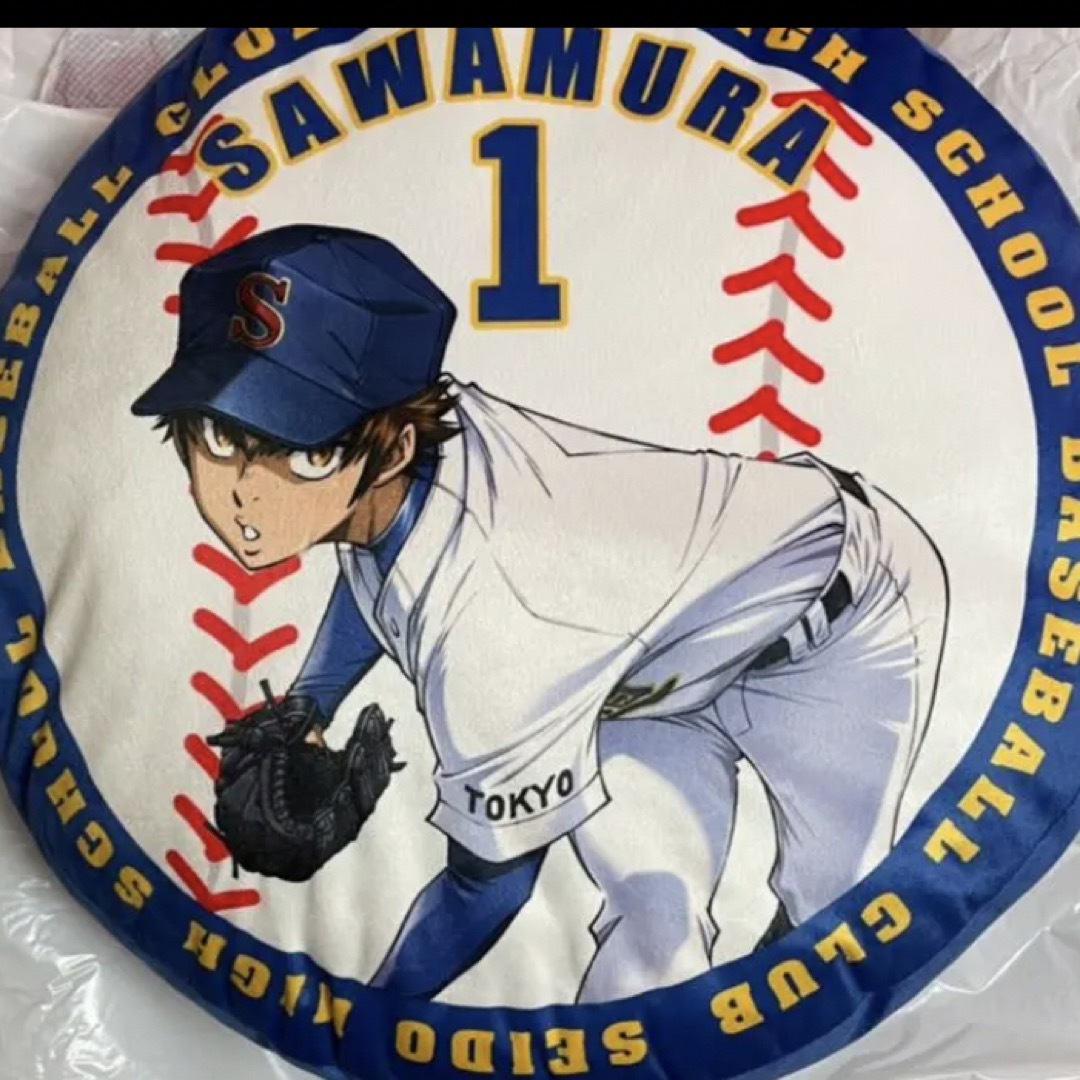 SAWAMURA
1
S
TOKYO
HIGH SCHOOL BASEBALL CLUB SEIDO HIGH SCHOOL BASEBALL CLUB